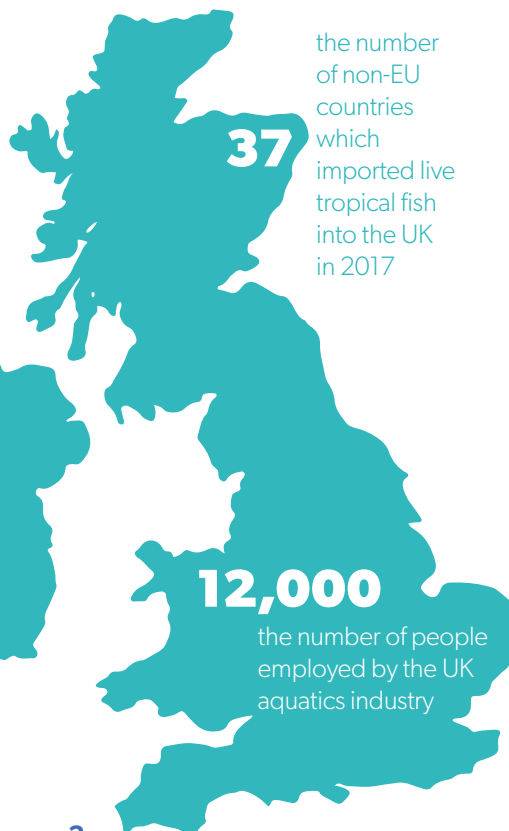 the number
of non-EU
countries
37 which
imported live
tropical fish
into the UK
in 2017
12,000
the number of people
employed by the UK
aquatics industry